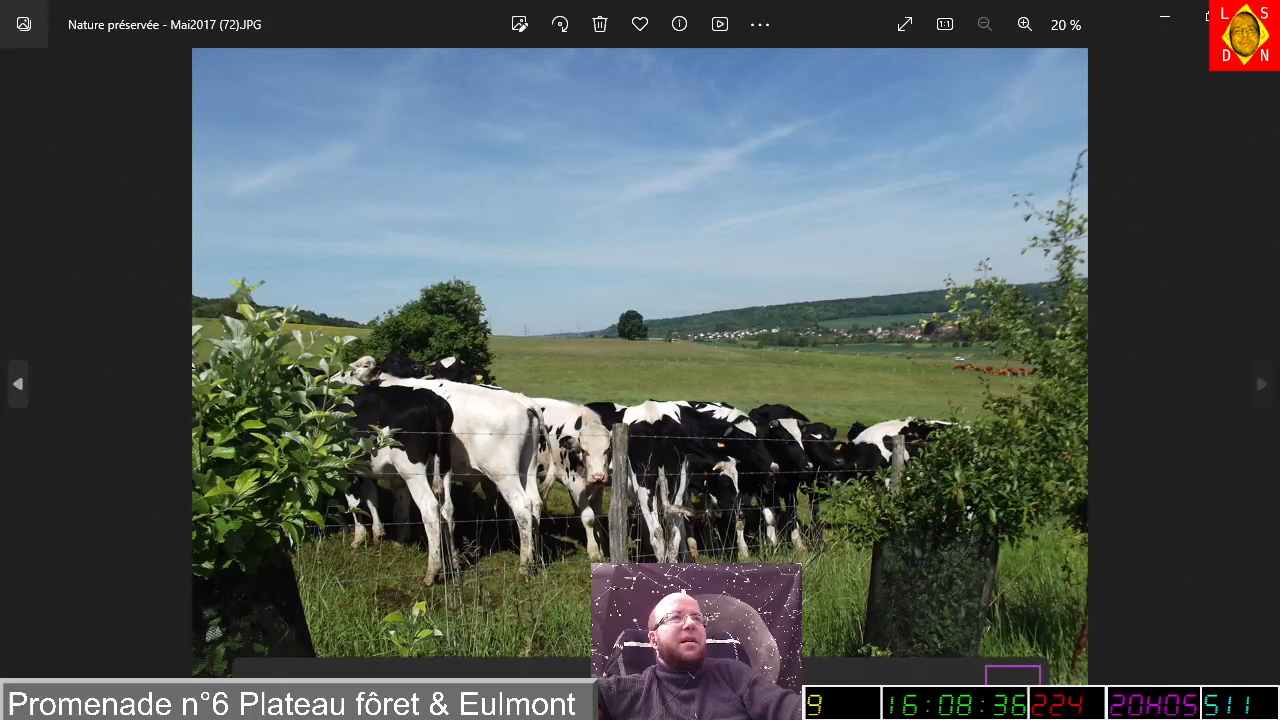 Nature préservée - Mai2017 (72).JPG
20 %
L S
D N
Promenade n°6 Plateau fôret & Eulmont
9
16:08:36
224
20H05
511